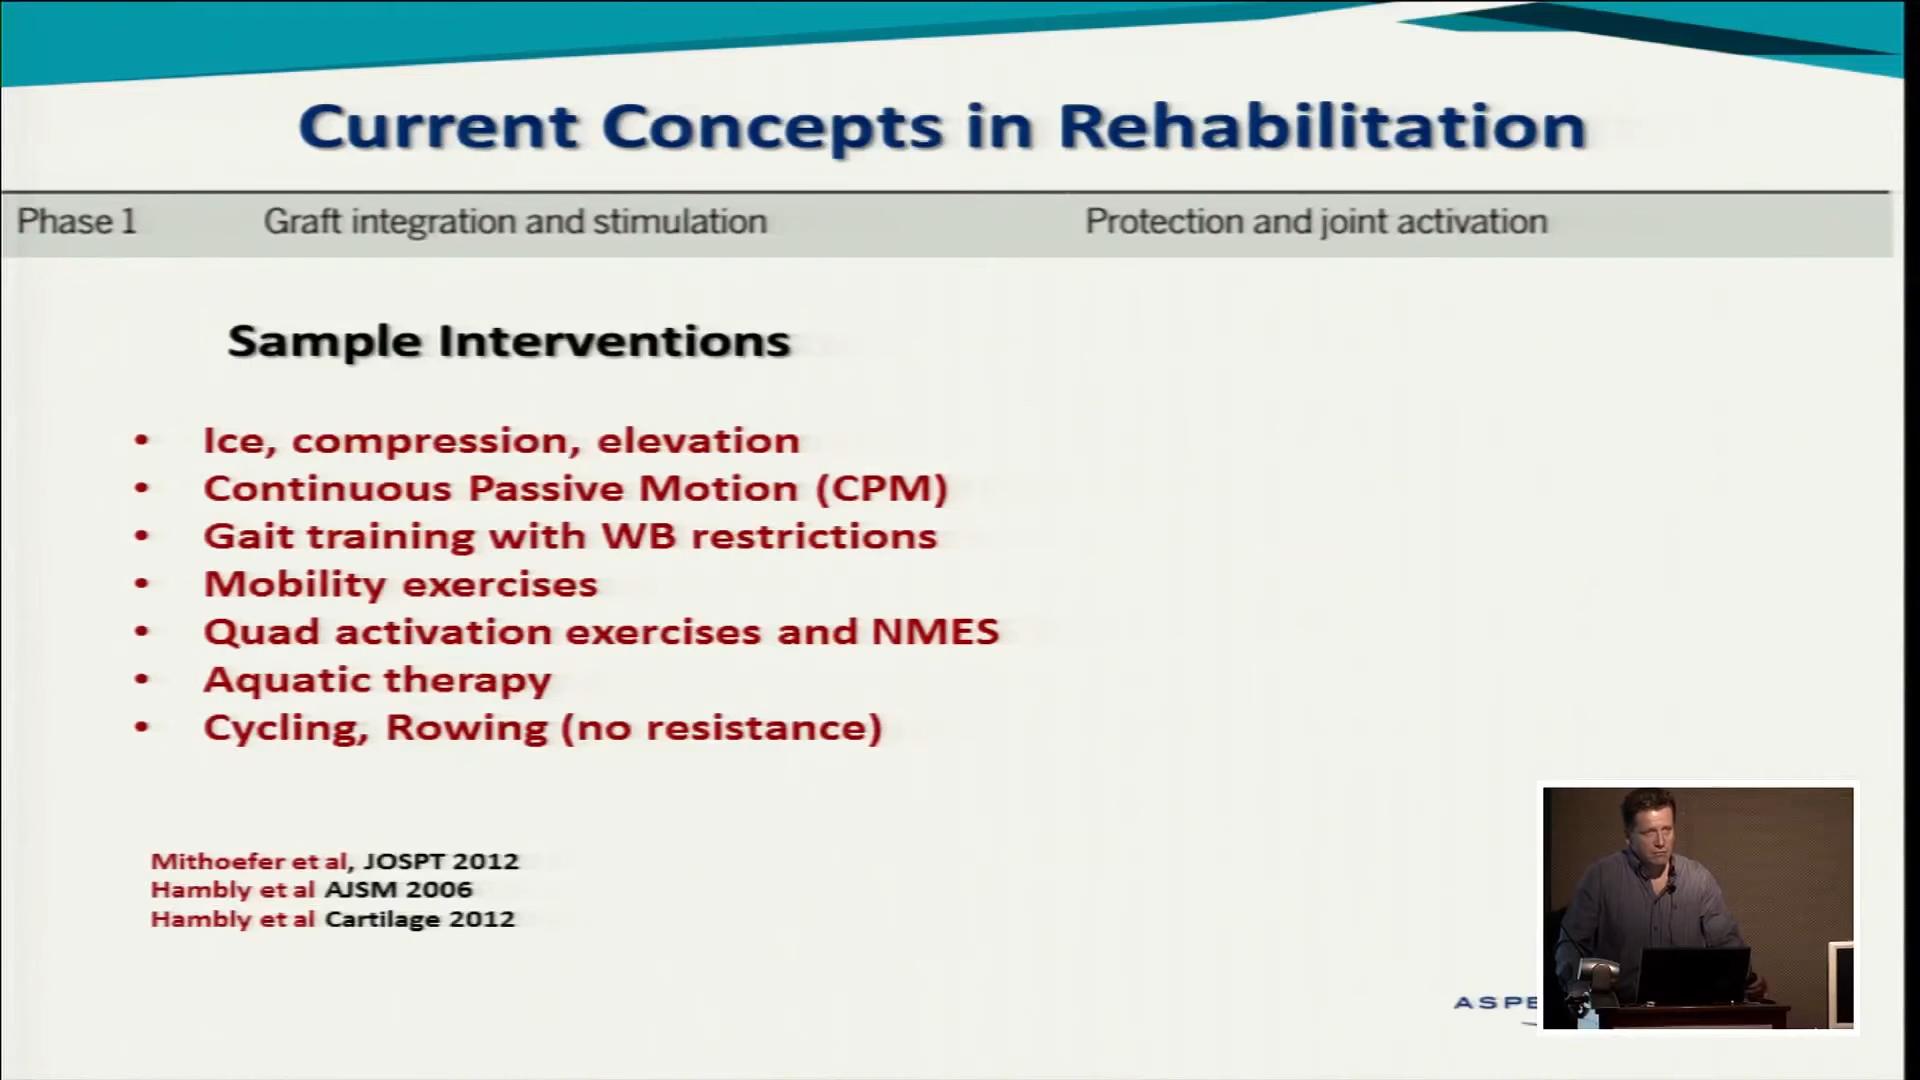 Current Concepts in Rehabilitation
Phase 1 Graft integration and stimulation Protection and joint activation
Sample Interventions
• Ice, compression, elevation
• Continuous Passive Motion (CPM)
• Gait training with WB restrictions
• Mobility exercises
• Quad activation exercises and NMES
• Aquatic therapy
• Cycling, Rowing (no resistance)
Mithoefer et al, JOSPT 2012
Hambly et al AJSM 2006
Hambly et al Cartilage 2012